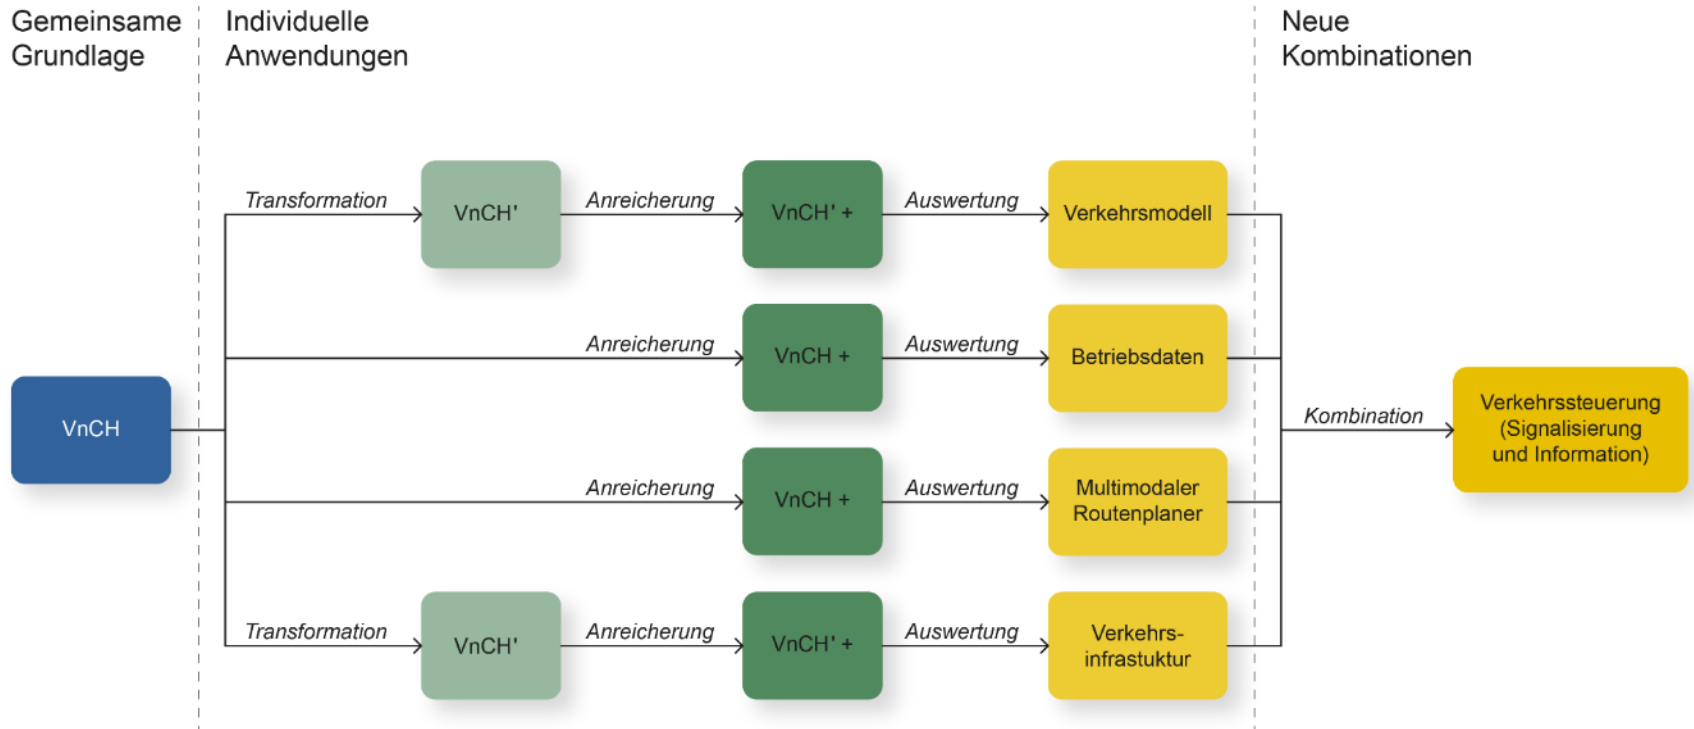 Gemeinsame
Grundlage
Individuelle
Anwendungen
Neue
Kombinationen
Transformation
VnCH'
Anreicherung
VnCH' +
Auswertung
Verkehrsmodell
Anreicherung
VnCH +
Auswertung
Betriebsdaten
VnCH
Kombination
Verkehrssteuerung
(Signalisierung
und Information)
Anreicherung
VnCH +
Auswertung
Multimodaler
Routenplaner
Transformation
VnCH'
Anreicherung
VnCH' +
Auswertung
Verkehrs-
infrastuktur